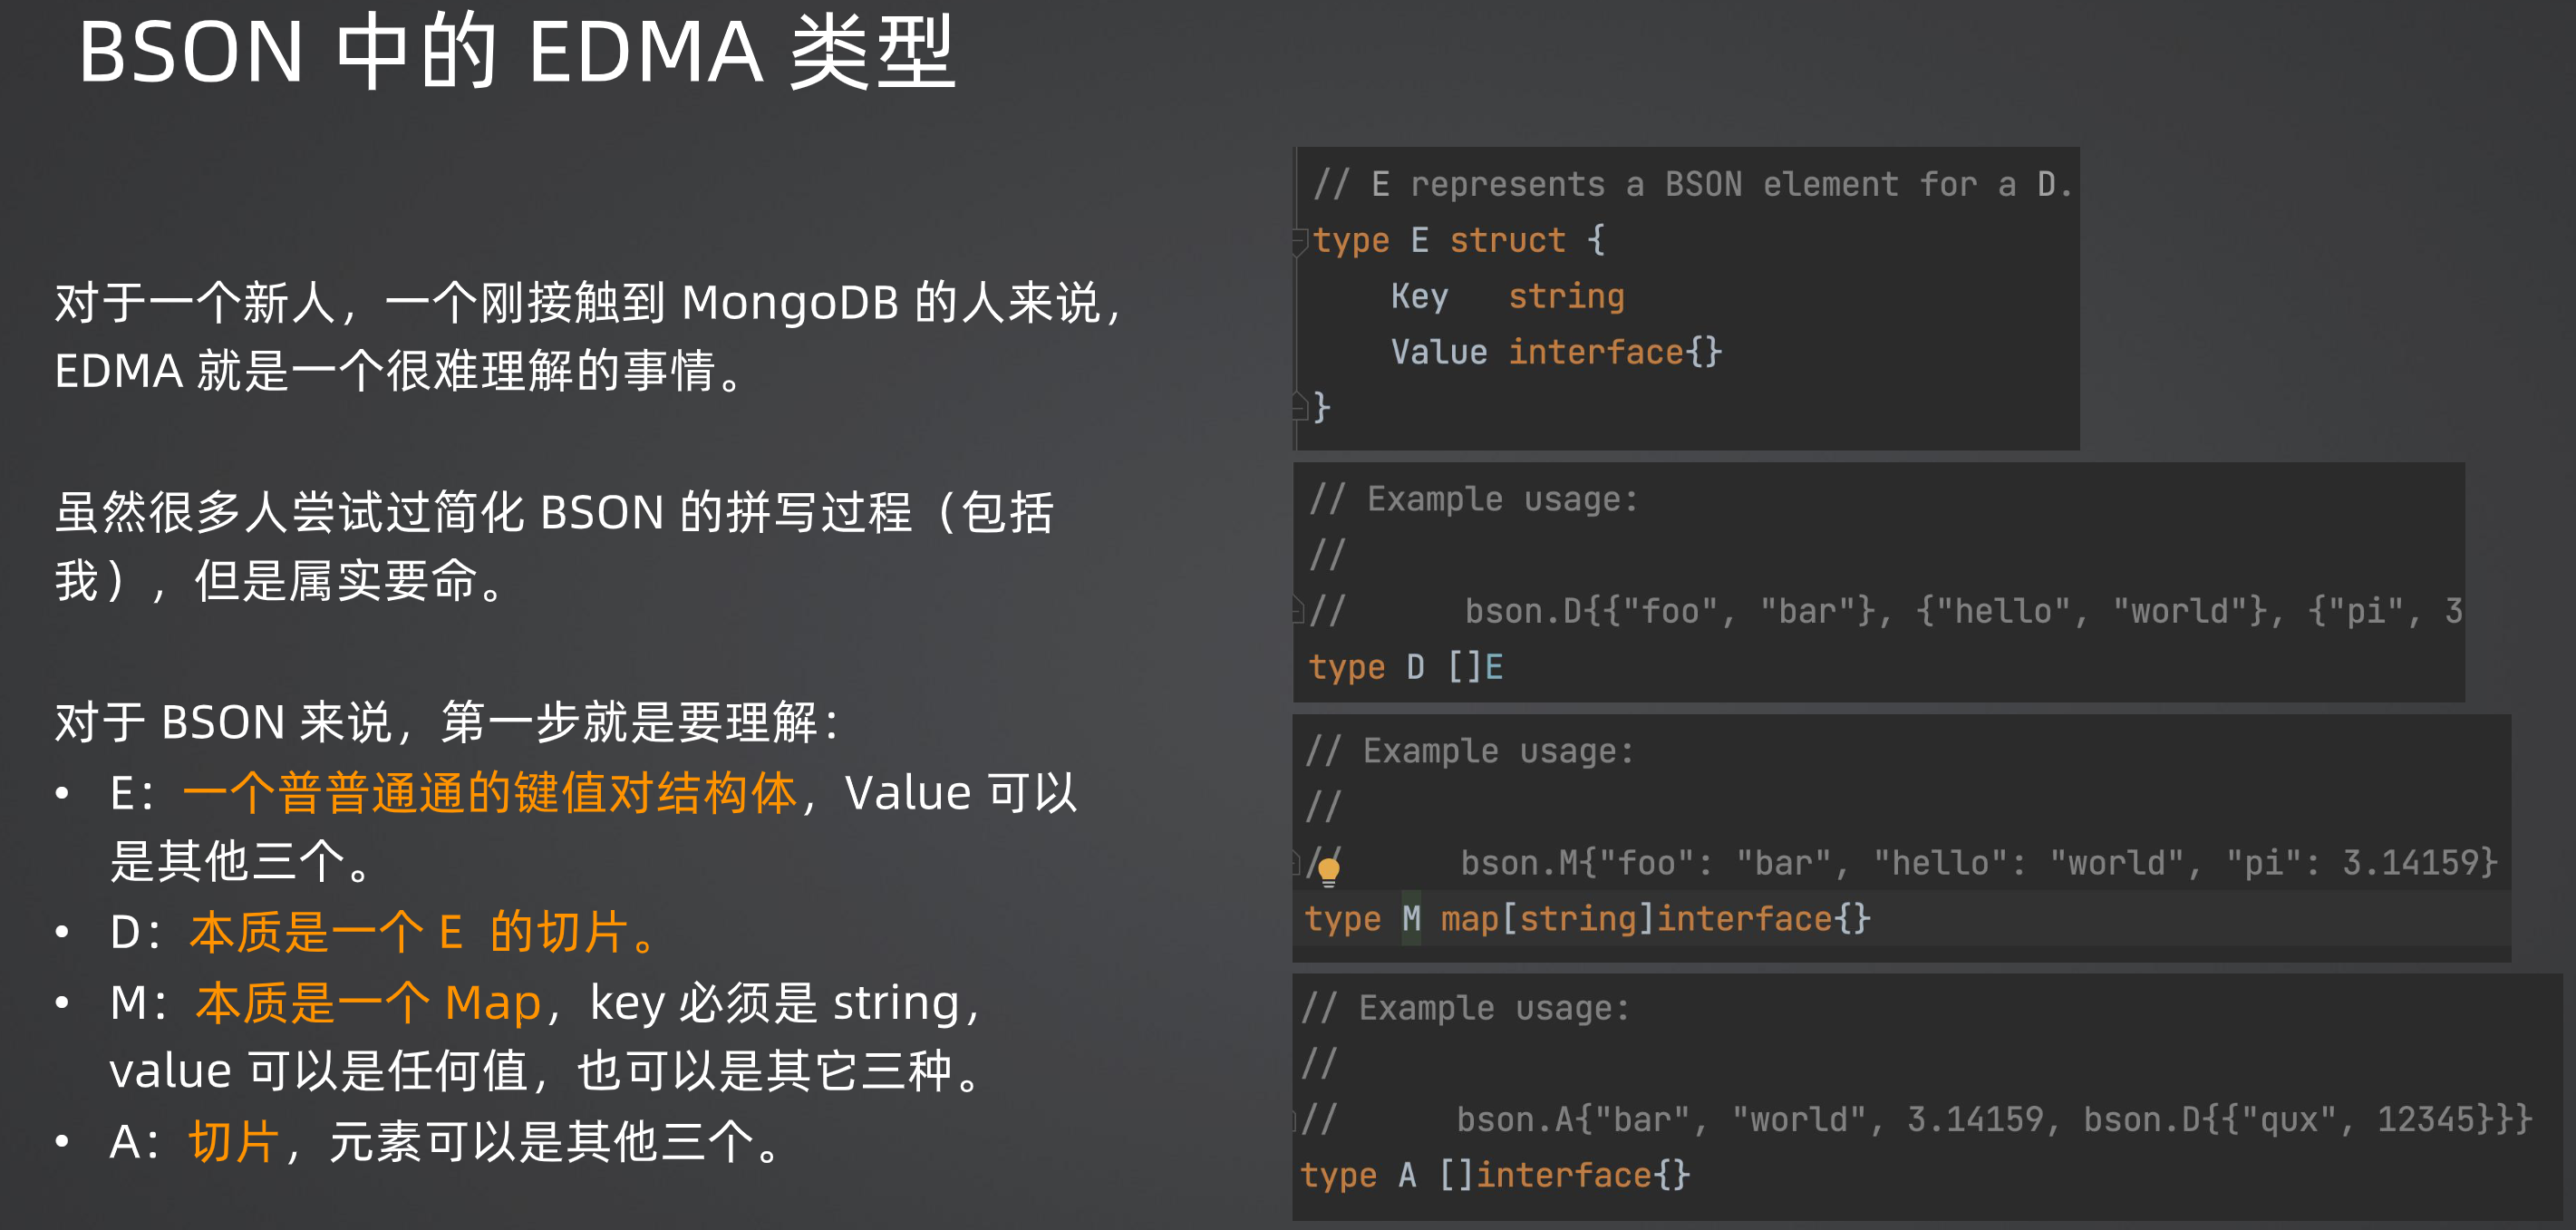 BSON 中的 EDMA 类型
对于一个新人，一个刚接触到 MongoDB 的人来说，
EDMA 就是一个很难理解的事情。
虽然很多人尝试过简化 BSON 的拼写过程（包括
我），但是属实要命。
对于 BSON 来说，第一步就是要理解：
• E：一个普普通通的键值对结构体，Value 可以
是其他三个。
• D：本质是一个 E 的切片。
• M：本质是一个 Map，key 必须是 string，
value 可以是任何值，也可以是其它三种。
• A：切片，元素可以是其他三个。
// E represents a BSON element for a D.
type E struct {
Key string
Value interface{}
}
// Example usage:
//
// bson.D{{"foo", "bar"}, {"hello", "world"}, {"pi", 3
type D []E
// Example usage:
//
// bson.M{"foo": "bar", "hello": "world", "pi": 3.14159}
type M map[string]interface{}
// Example usage:
//
// bson.A{"bar", "world", 3.14159, bson.D{{"qux", 12345}}}
type A []interface{}